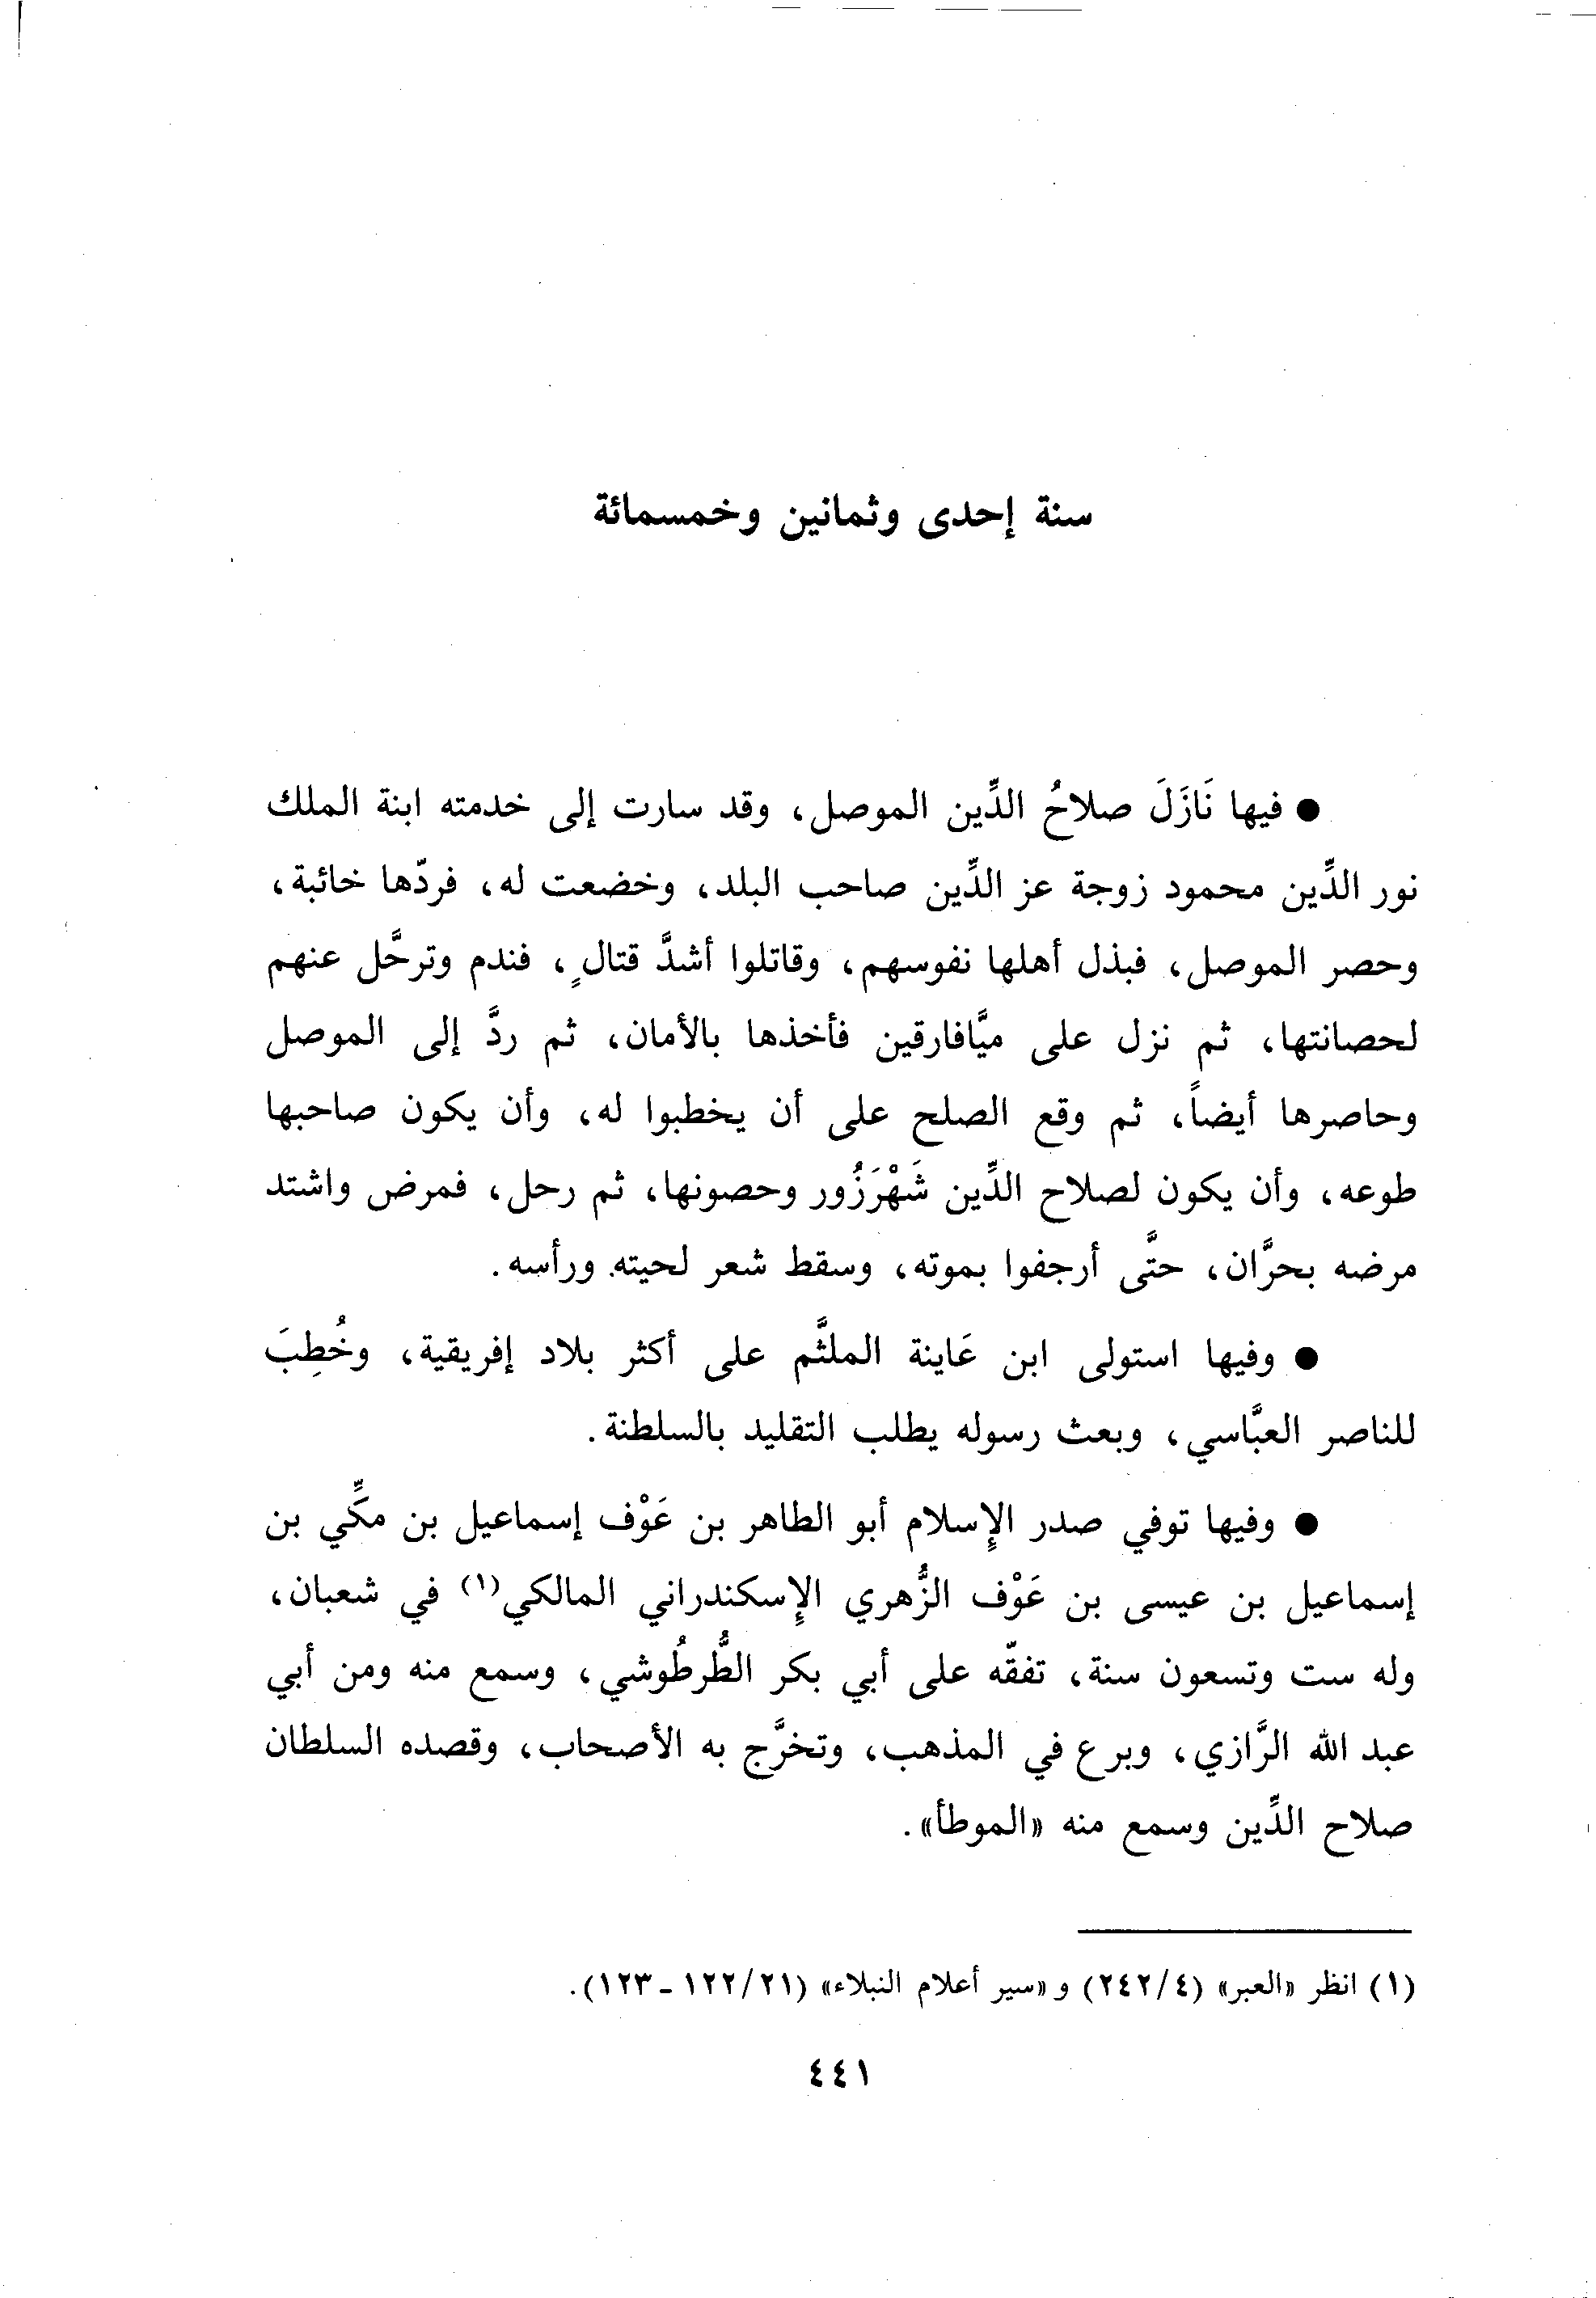 سنة إحدى وثمانين وخمسمائة
● فيها نَازَلَ صلاحُ الدِّين الموصل، وقد سارت إلى خدمته ابنة الملك
نور الدِّين محمود زوجة عز الدِّين صاحب البلد، وخضعت له، فردّها خائبة،
وحصر الموصل، فبذل أهلها نفوسهم، وقاتلوا أشدَّ قتالٍ، فندم وترحَّل عنهم
لحصانتها، ثم نزل على ميَّافارقين فأخذها بالأمان، ثم ردَّ إلى الموصل
وحاصرها أيضاً، ثم وقع الصلح على أن يخطبوا له، وأن يكون صاحبها
طوعه، وأن يكون لصلاح الدِّين شَهْرَزُور وحصونها، ثم رحل، فمرض واشتد
مرضه بحرَّان، حتَّى أرجفوا بموته، وسقط شعر لحيته ورأسه.
● وفيها استولى ابن غَاينة الملثَّم على أكثر بلاد إفريقية، وخُطِبَ
للناصر العبَّاسي، وبعث رسوله يطلب التقليد بالسلطنة.
● وفيها توفي صدر الإسلام أبو الطاهر بن عَوْف إسماعيل بن مكِّي بن
إسماعيل بن عيسى بن عَوْف الزُّهري الإسكندراني المالكي(١) في شعبان،
وله ست وتسعون سنة، تفقّه على أبي بكر الطُّرطُوشي، وسمع منه ومن أبي
عبد الله الرَّازي، وبرع في المذهب، وتخرَّج به الأصحاب، وقصده السلطان
صلاح الدِّين وسمع منه «الموطأ».
(١) انظر «العبر» (٤/٢٤٢) و «سير أعلام النبلاء» (٢١/١٢٢ - ١٢٣).
٤٤١